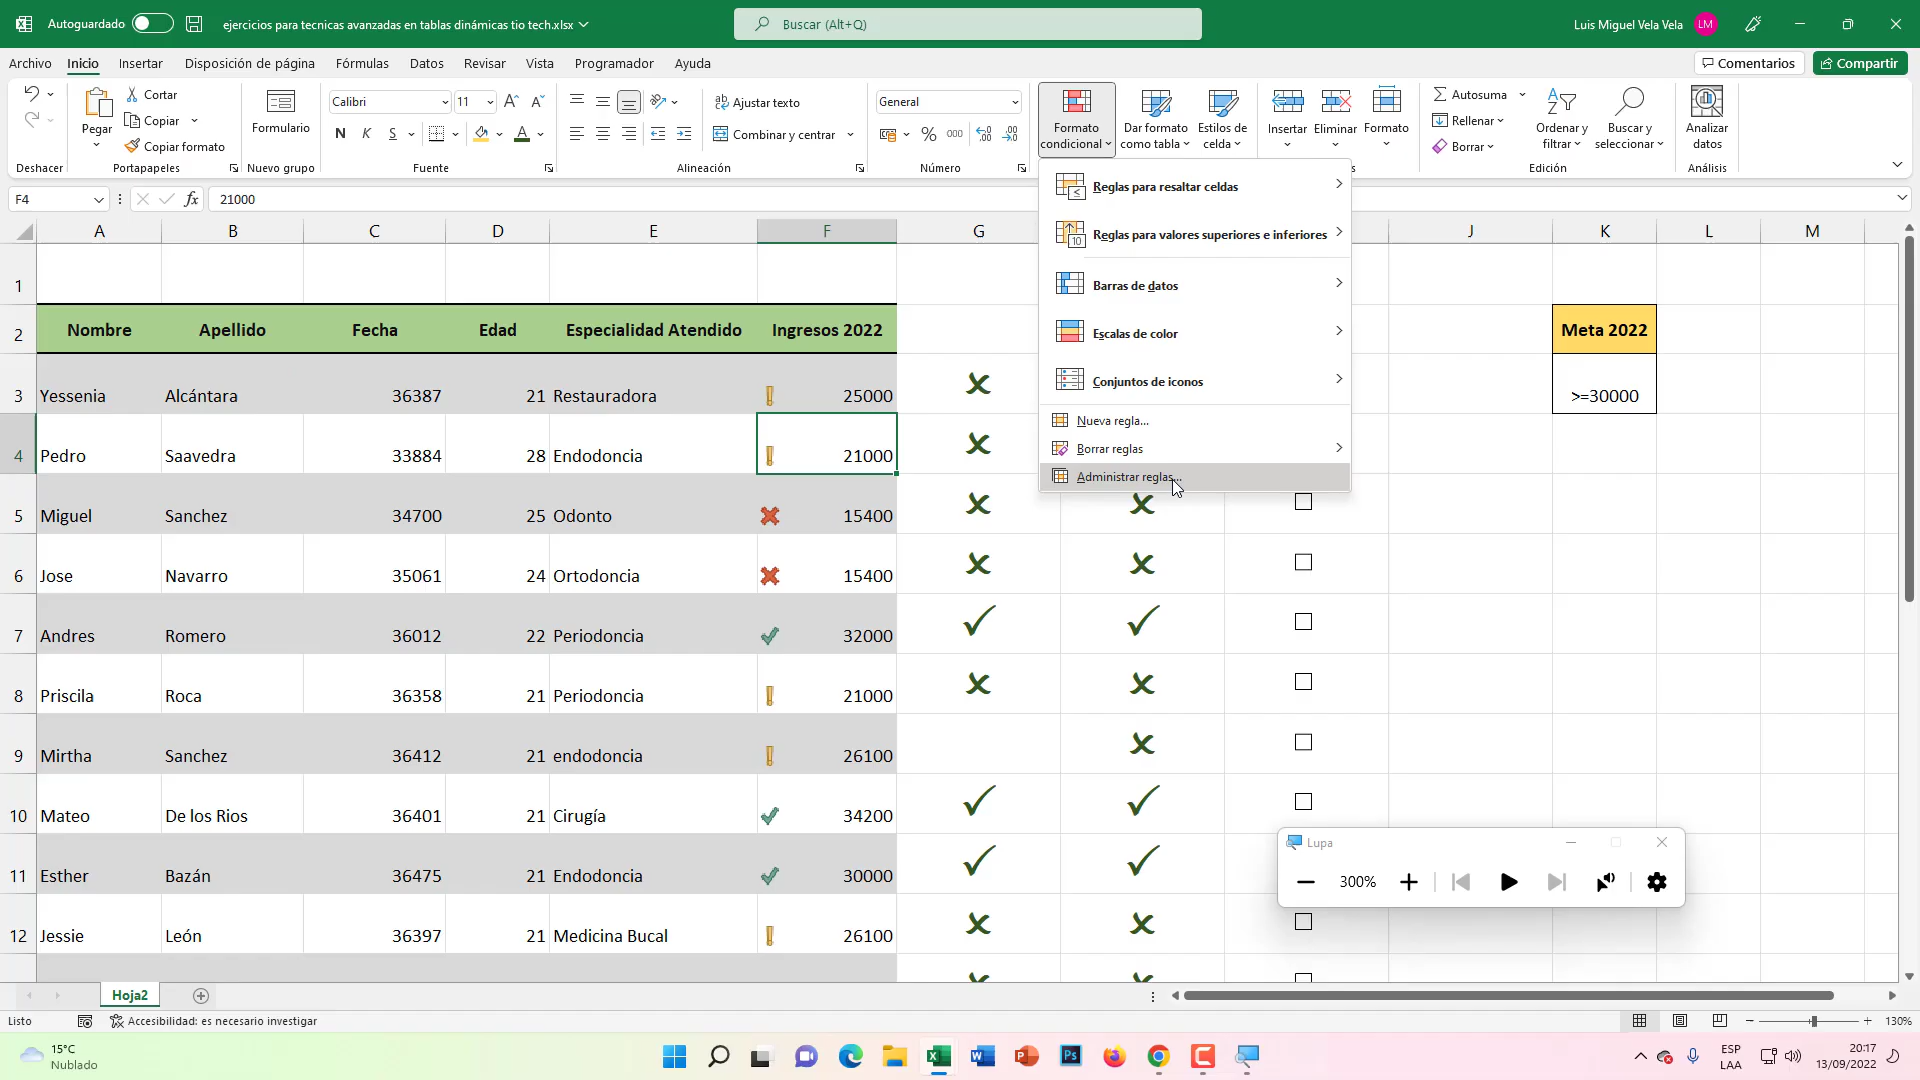 Autoguardado
ejercicios para tecnicas avanzadas en tablas dinámicas tio tech.xlsx
Buscar (Alt+Q)
Luis Miguel Vela Vela
LM
Archivo Inicio Insertar Disposición de página Fórmulas Datos Revisar Vista Programador Ayuda
Comentarios
Compartir
Deshacer
Pegar
Cortar
Copiar
Copiar formato
Portapapeles
Formulario
Nuevo grupo
Calibri 11
N K S
Fuente
Ajustar texto
Combinar y centrar
Alineación
General
% 000
Número
Formato condicional
Dar formato como tabla
Estilos de celda
Insertar Eliminar Formato
Autosuma
Rellenar
Borrar
Ordenar y filtrar
Buscar y seleccionar
Edición
Analizar datos
Análisis
F4
fx
21000
Reglas para resaltar celdas
Reglas para valores superiores e inferiores
Barras de datos
Escalas de color
Conjuntos de iconos
Nueva regla...
Borrar reglas
Administrar reglas...
A B C D E F G J K L M
1
2 Nombre Apellido Fecha Edad Especialidad Atendido Ingresos 2022 Meta 2022
3 Yessenia Alcántara 36387 21 Restauradora 25000 >=30000
4 Pedro Saavedra 33884 28 Endodoncia 21000
5 Miguel Sanchez 34700 25 Odonto 15400
6 Jose Navarro 35061 24 Ortodoncia 15400
7 Andres Romero 36012 22 Periodoncia 32000
8 Priscila Roca 36358 21 Periodoncia 21000
9 Mirtha Sanchez 36412 21 endodoncia 26100
10 Mateo De los Rios 36401 21 Cirugía 34200
11 Esther Bazán 36475 21 Endodoncia 30000
12 Jessie León 36397 21 Medicina Bucal 26100
Lupa
300%
Hoja2
Listo
Accesibilidad: es necesario investigar
130%
15°C
Nublado
ESP
LAA
20:17
13/09/2022